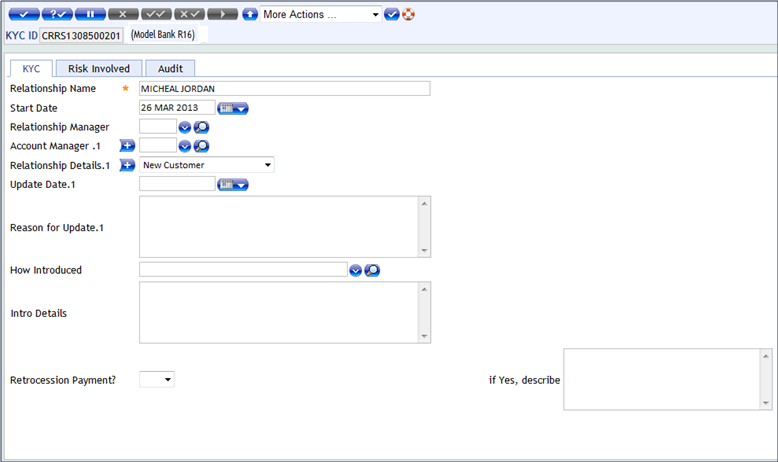 More Actions ...
KYC ID CRRS1308500201 (Model Bank R16)
KYC Risk Involved Audit
Relationship Name * MICHEAL JORDAN
Start Date 26 MAR 2013
Relationship Manager
Account Manager .1
Relationship Details.1 New Customer
Update Date.1
Reason for Update.1
How Introduced
Intro Details
Retrocession Payment? if Yes, describe